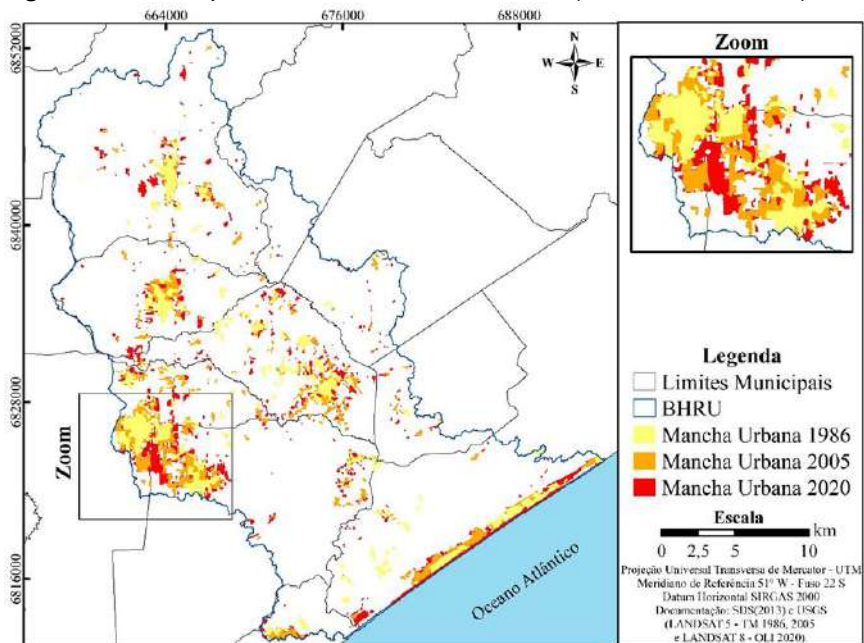 664000
676000
688000
6852000
6840000
6828000
6816000
N
W E
S
Zoom
Oceano Atlântico
Zoom
Legenda
Limites Municipais
BHRU
Mancha Urbana 1986
Mancha Urbana 2005
Mancha Urbana 2020
Escala
km
0 2,5 5 10
Projeção Universal Transversa de Mercator - UTM
Meridiano de Referência 51° W - Fuso 22 S
Datum Horizontal SIRGAS 2000
Documentação: SDS(2013) e USGS
(LANDSAT 5 - TM 1986, 2005
e LANDSAT 8 - OLI 2020)